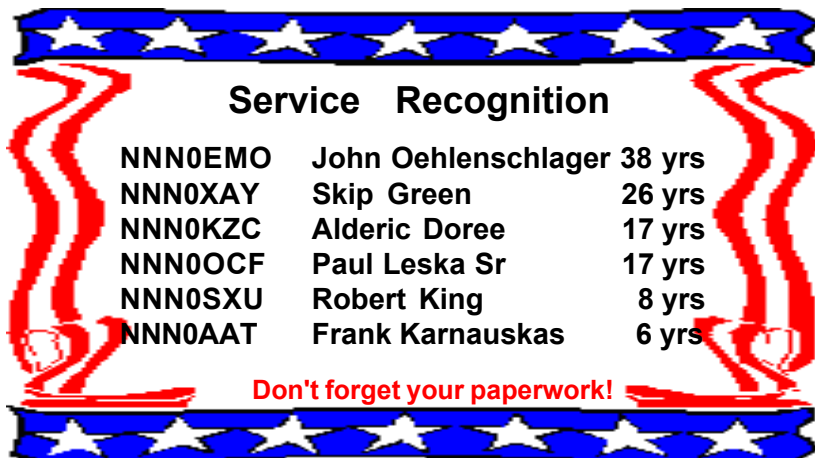 Service Recognition
NNN0EMO John Oehlenschlager 38 yrs
NNN0XAY Skip Green 26 yrs
NNN0KZC Alderic Doree 17 yrs
NNN0OCF Paul Leska Sr 17 yrs
NNN0SXU Robert King 8 yrs
NNN0AAT Frank Karnauskas 6 yrs
Don't forget your paperwork!